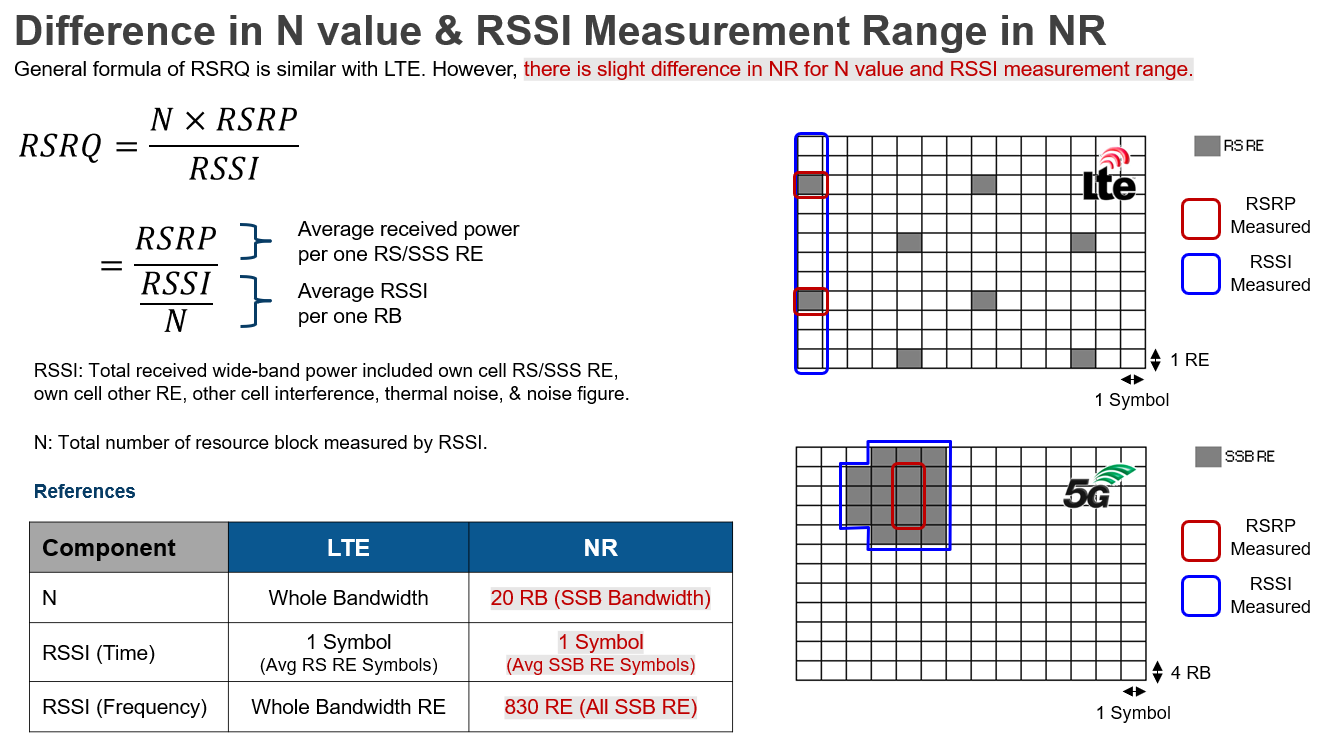 Difference in N value & RSSI Measurement Range in NR
General formula of RSRQ is similar with LTE. However, there is slight difference in NR for N value and RSSI measurement range.
RSRQ = N × RSRP / RSSI
= RSRP / (RSSI / N)
Average received power
per one RS/SSS RE
Average RSSI
per one RB
RSSI: Total received wide-band power included own cell RS/SSS RE,
own cell other RE, other cell interference, thermal noise, & noise figure.
N: Total number of resource block measured by RSSI.
References
Component LTE NR
N Whole Bandwidth 20 RB (SSB Bandwidth)
RSSI (Time) 1 Symbol 1 Symbol
(Avg RS RE Symbols) (Avg SSB RE Symbols)
RSSI (Frequency) Whole Bandwidth RE 830 RE (All SSB RE)
Lte
RS RE
RSRP
Measured
RSSI
Measured
1 RE
1 Symbol
5G
SSB RE
RSRP
Measured
RSSI
Measured
4 RB
1 Symbol